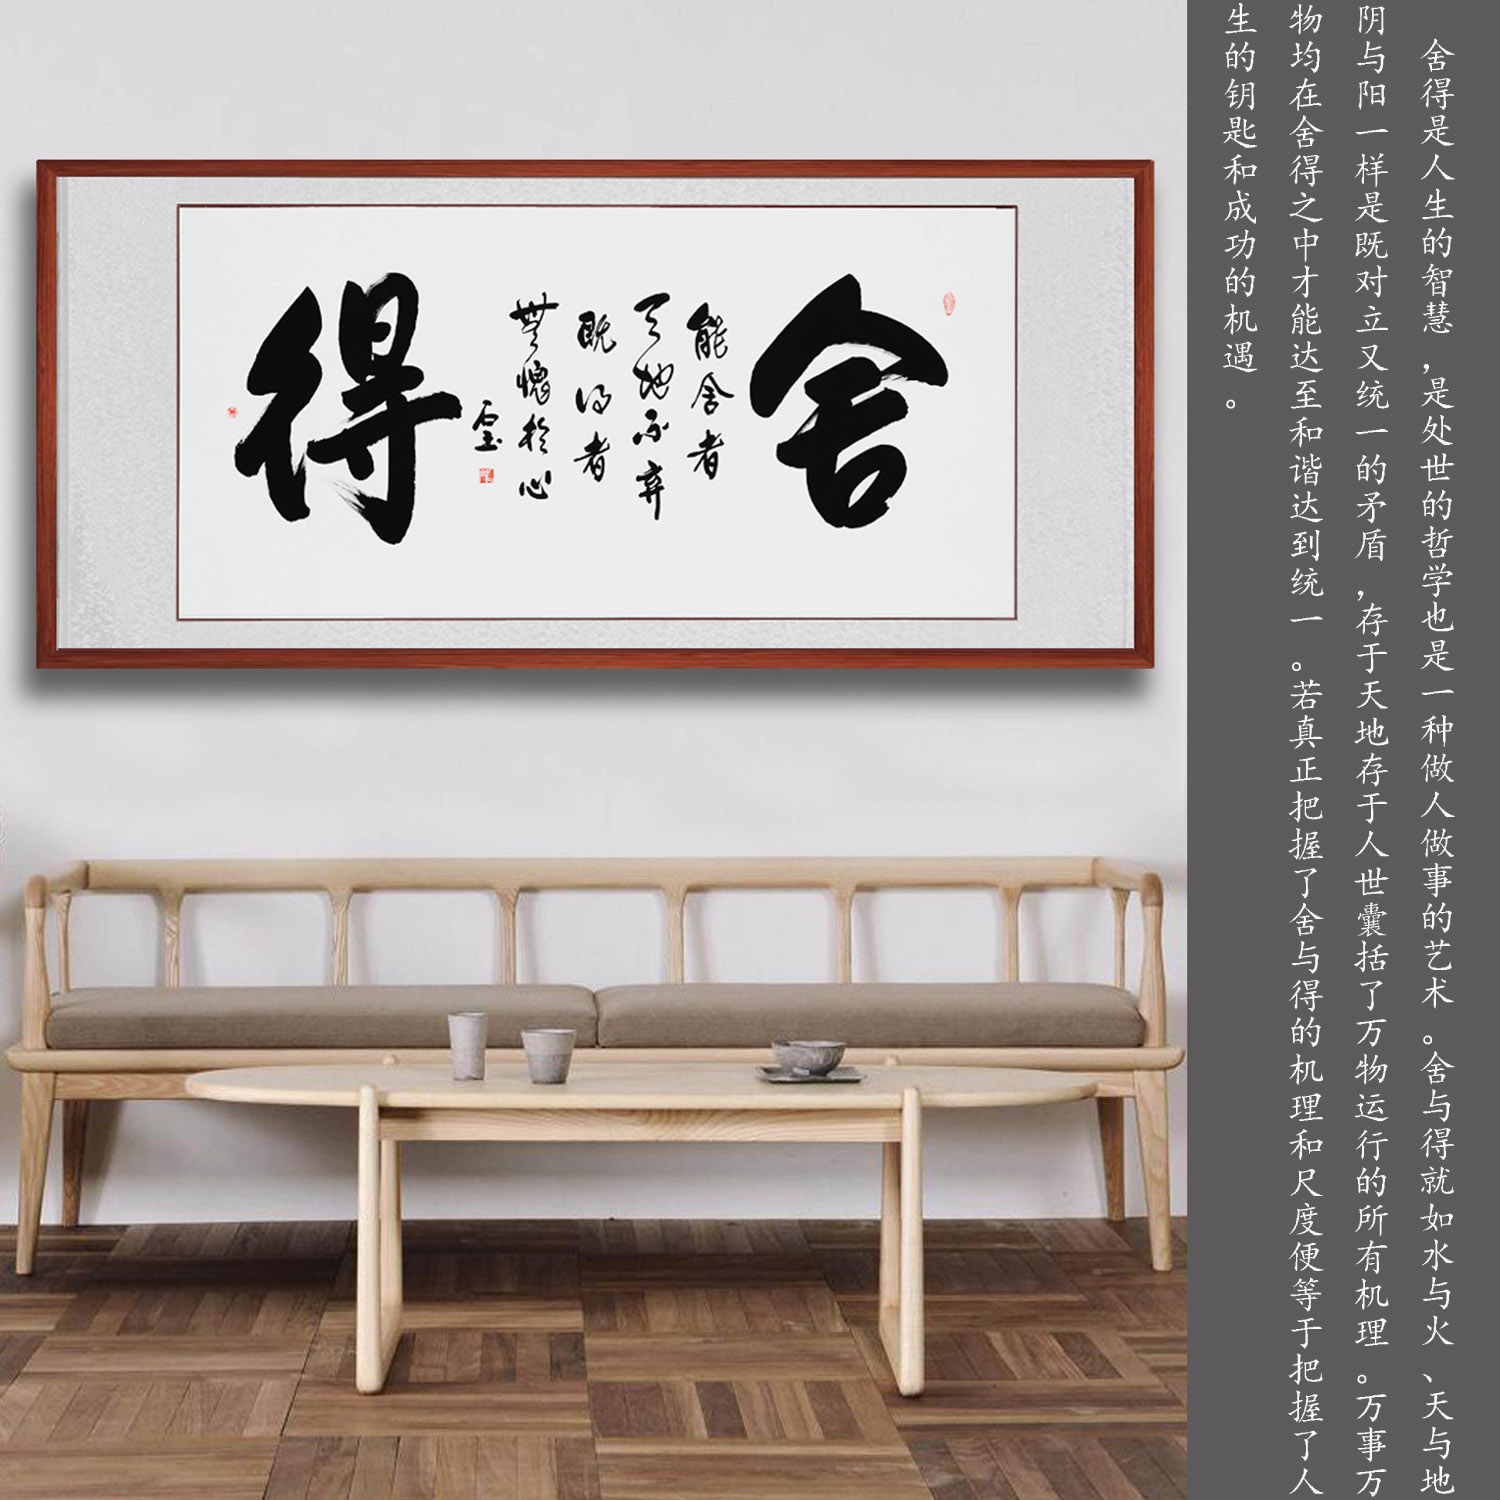 舍得
能舍者
天地不弃
既得者
無愧於心
舍得是人生的智慧,是处世的哲学也是一种做人做事的艺术。舍与得就如水与火、天与地
阴与阳一样是既对立又统一的矛盾,存于天地存于人世囊括了万物运行的所有机理。万事万
物均在舍得之中才能达至和谐达到统一。若真正把握了舍与得的机理和尺度便等于把握了人
生的钥匙和成功的机遇。